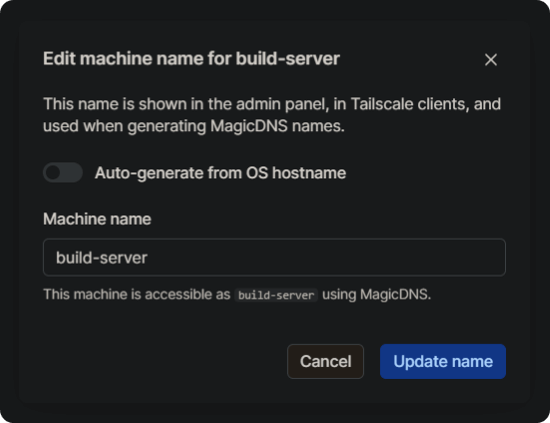 Edit machine name for build-server
This name is shown in the admin panel, in Tailscale clients, and
used when generating MagicDNS names.
Auto-generate from OS hostname
Machine name
build-server
This machine is accessible as build-server using MagicDNS.
Cancel
Update name